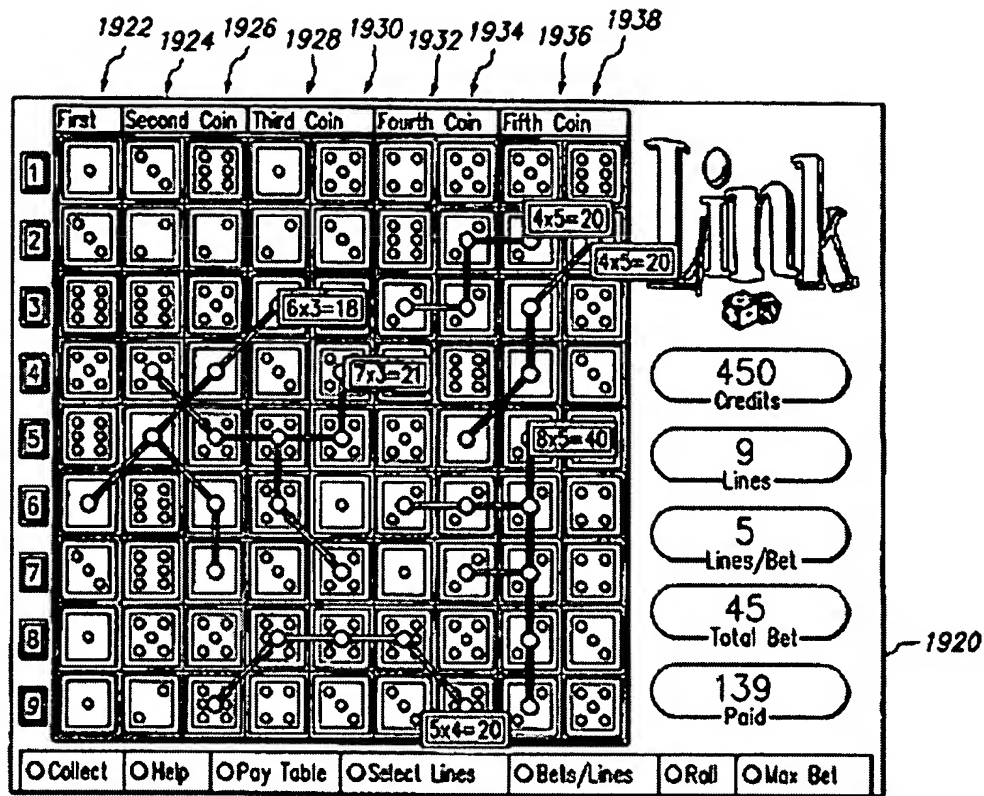 1922 1924 1926 1928 1930 1932 1934 1936 1938
First Second Coin Third Coin Fourth Coin Fifth Coin
Link
1
2
4x5=20
4x5=20
3
6x3=18
4
7x3=21
450
Credits
5
8x5=40
9
Lines
6
5
Lines/Bet
7
45
Total Bet
8
1920
139
Paid
9
5x4=20
Collect Help Pay Table Select Lines Bets/Lines Roll Max Bet